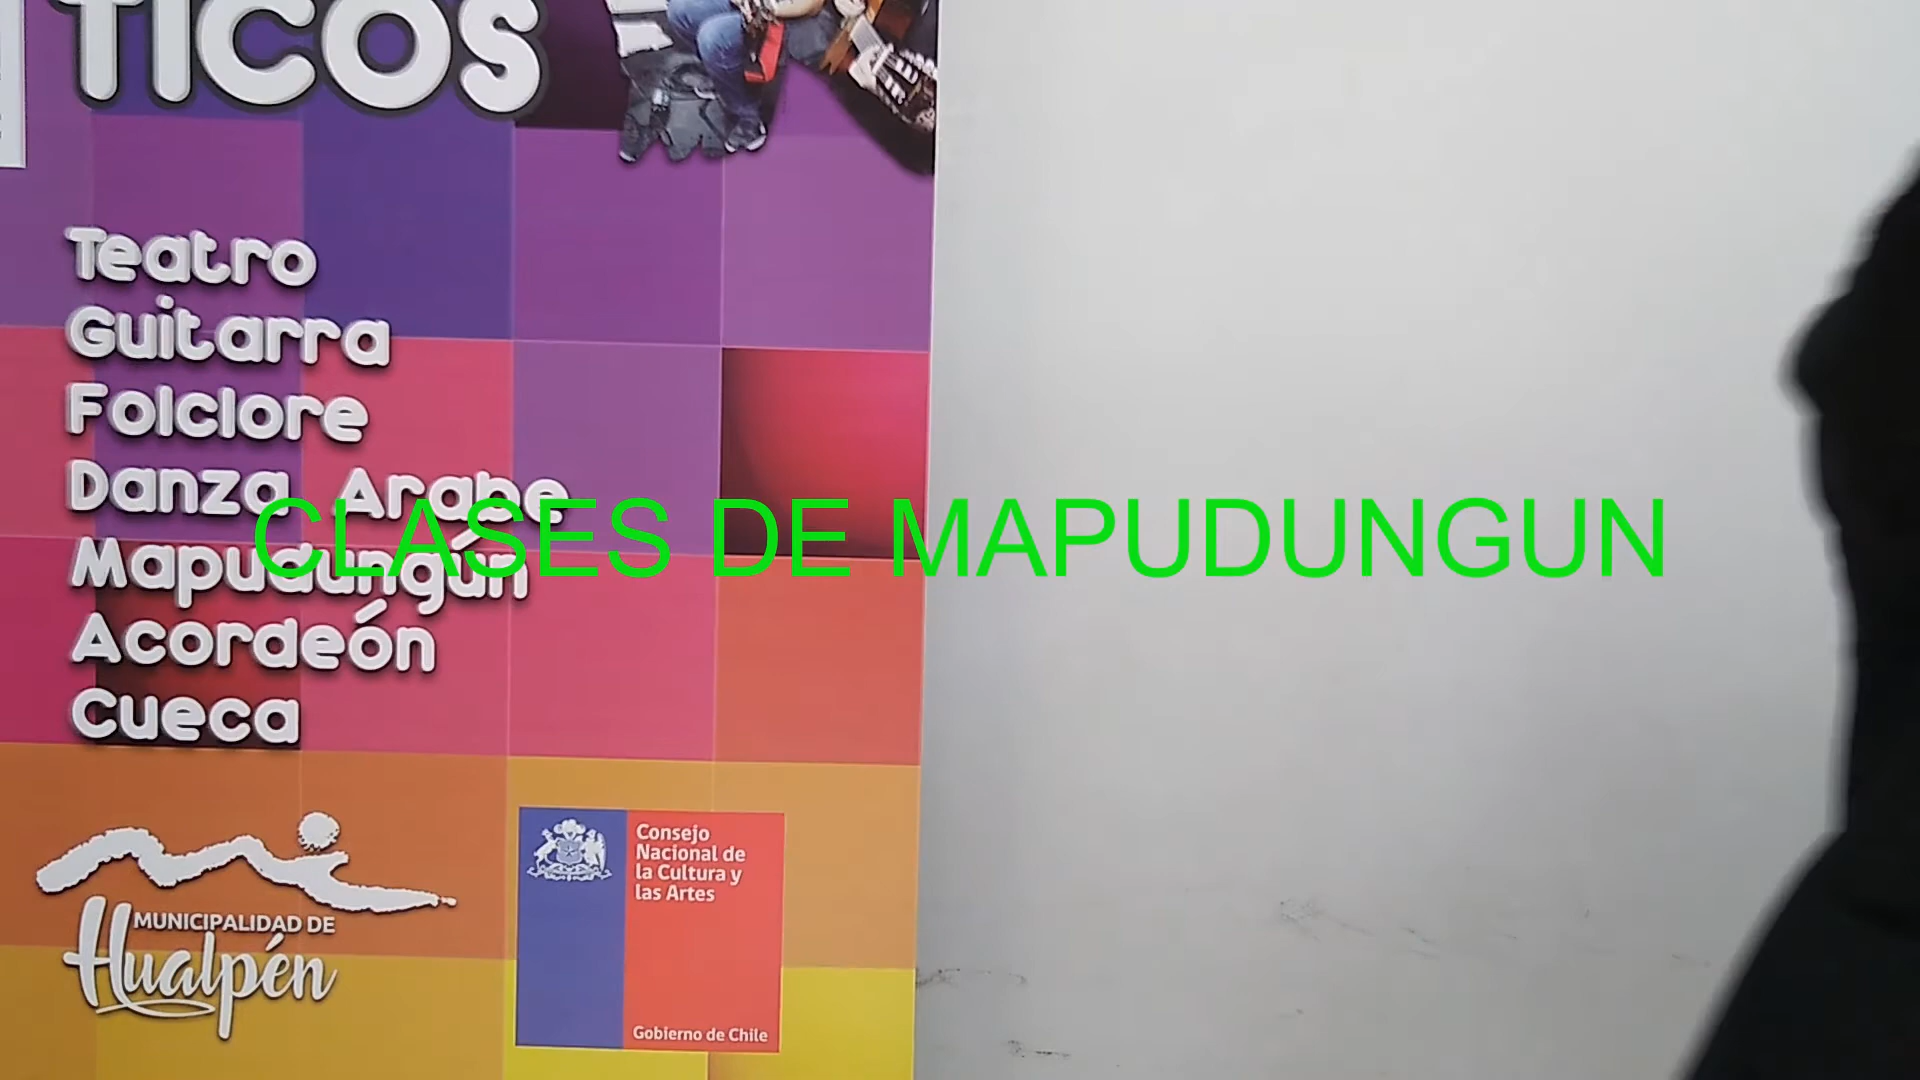 TICOS
Teatro
Guitarra
Folclore
Danza Arabe
CLASES DE MAPUDUNGUN
Mapudungún
Acordeón
Cueca
MUNICIPALIDAD DE
Hualpén
Consejo
Nacional de
la Cultura y
las Artes
Gobierno de Chile